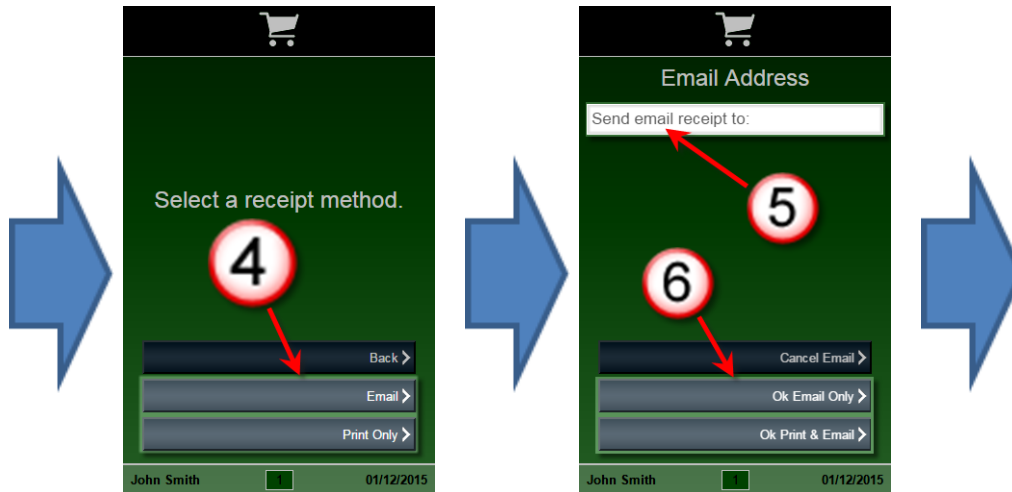 Select a receipt method.
4
Back
Email
Print Only
John Smith 1 01/12/2015
Email Address
Send email receipt to:
5
6
Cancel Email
Ok Email Only
Ok Print & Email
John Smith 1 01/12/2015